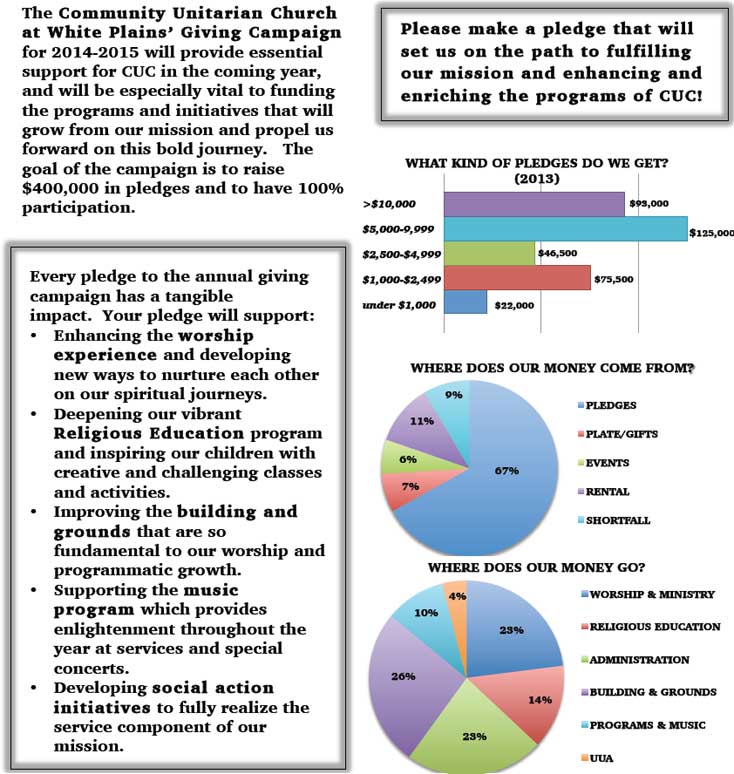 The Community Unitarian Church
at White Plains’ Giving Campaign
for 2014-2015 will provide essential
support for CUC in the coming year,
and will be especially vital to funding
the programs and initiatives that will
grow from our mission and propel us
forward on this bold journey. The
goal of the campaign is to raise
$400,000 in pledges and to have 100%
participation.
Every pledge to the annual giving
campaign has a tangible
impact. Your pledge will support:
• Enhancing the worship
experience and developing
new ways to nurture each other
on our spiritual journeys.
• Deepening our vibrant
Religious Education program
and inspiring our children with
creative and challenging classes
and activities.
• Improving the building and
grounds that are so
fundamental to our worship and
programmatic growth.
• Supporting the music
program which provides
enlightenment throughout the
year at services and special
concerts.
• Developing social action
initiatives to fully realize the
service component of our
mission.
Please make a pledge that will
set us on the path to fulfilling
our mission and enhancing and
enriching the programs of CUC!
WHAT KIND OF PLEDGES DO WE GET?
(2013)
>$10,000 $93,000
$5,000-9,999 $125,000
$2,500-$4,999 $46,500
$1,000-$2,499 $75,500
under $1,000 $22,000
WHERE DOES OUR MONEY COME FROM?
9%
11%
6%
7%
67%
PLEDGES
PLATE/GIFTS
EVENTS
RENTAL
SHORTFALL
WHERE DOES OUR MONEY GO?
4%
10%
23%
26%
14%
23%
WORSHIP & MINISTRY
RELIGIOUS EDUCATION
ADMINISTRATION
BUILDING & GROUNDS
PROGRAMS & MUSIC
UUA